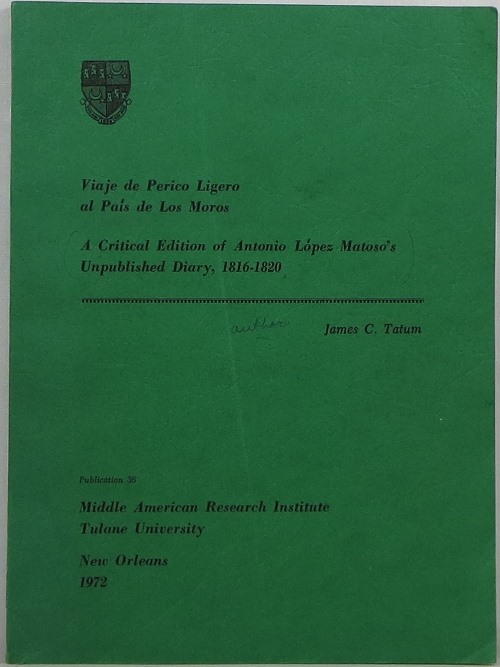 Viaje de Perico Ligero
al País de Los Moros
A Critical Edition of Antonio López Matoso's
Unpublished Diary, 1816-1820
author
James C. Tatum
Publication 36
Middle American Research Institute
Tulane University
New Orleans
1972